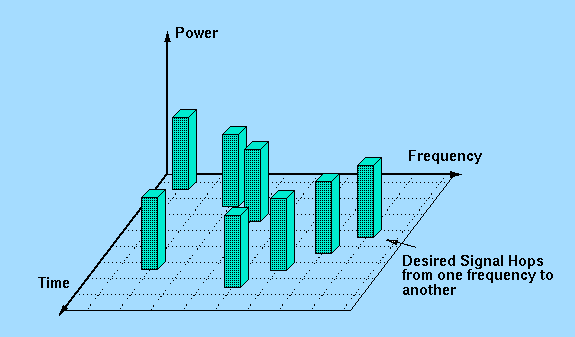 Power
Frequency
Desired Signal Hops
from one frequency to
another
Time